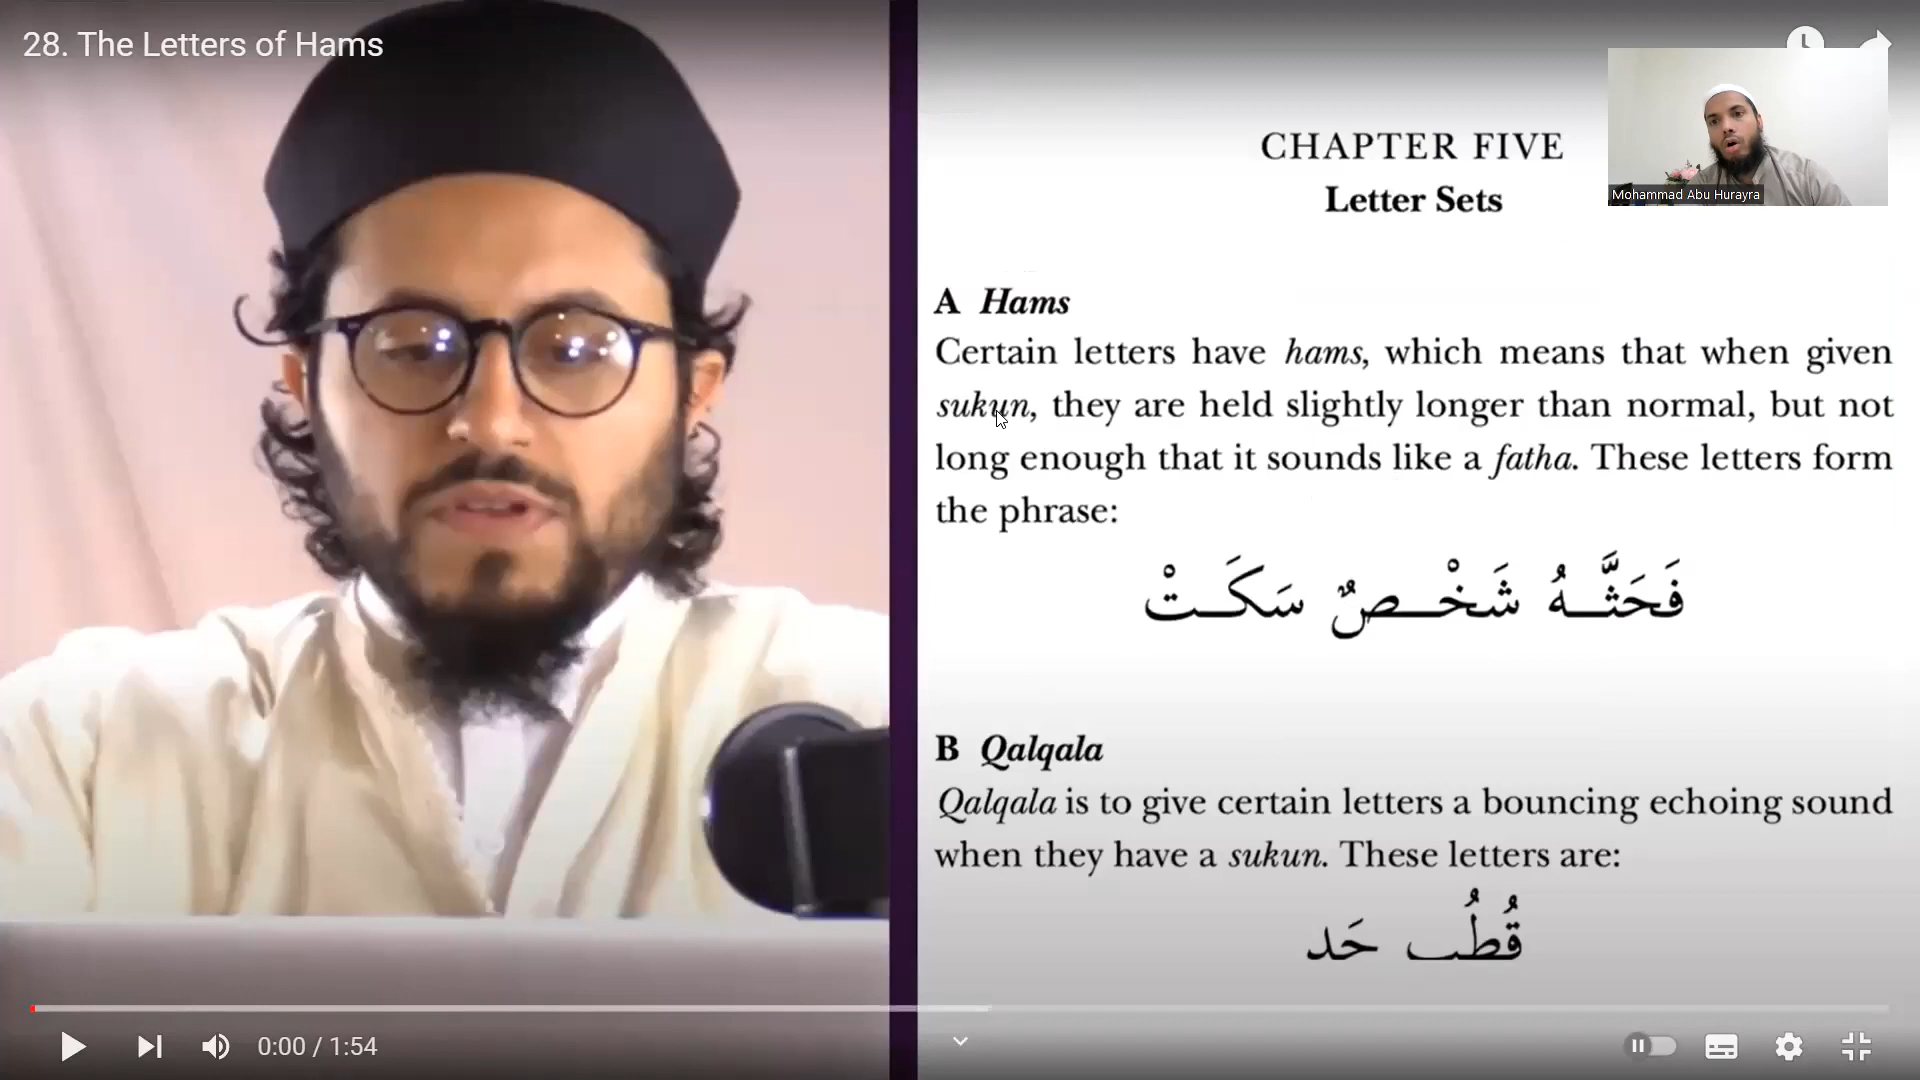 28. The Letters of Hams
CHAPTER FIVE
Letter Sets
Mohammad Abu Hurayra
A Hams
Certain letters have hams, which means that when given
sukun, they are held slightly longer than normal, but not
long enough that it sounds like a fatha. These letters form
the phrase:
فَحَثَّـهُ شَخْـصٌ سَكَـتْ
B Qalqala
Qalqala is to give certain letters a bouncing echoing sound
when they have a sukun. These letters are:
قُطُب حَد
0:00 / 1:54